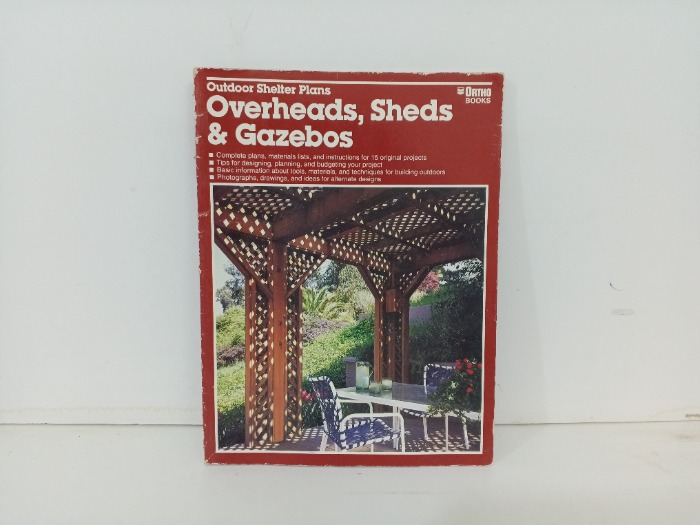 Outdoor Shelter Plans
ORTHO
BOOKS
Overheads, Sheds
& Gazebos
■ Complete plans, materials lists, and instructions for 15 original projects
■ Tips for designing, planning, and budgeting your project
■ Basic information about tools, materials, and techniques for building outdoors
■ Photographs, drawings, and ideas for alternate designs